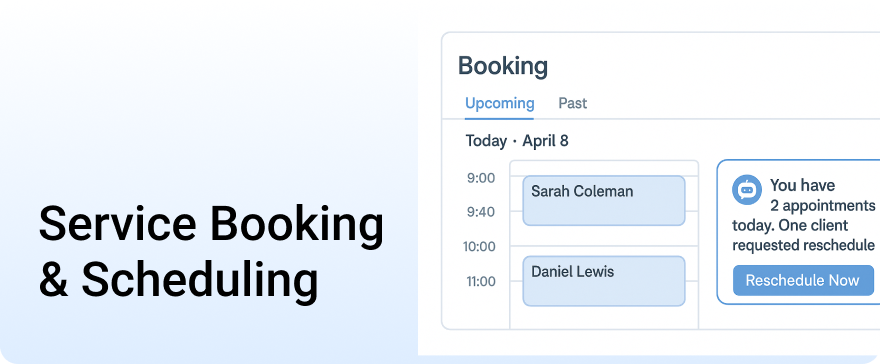 Service Booking
& Scheduling
Booking
Upcoming Past
Today · April 8
9:00
Sarah Coleman
9:40
10:00
Daniel Lewis
11:00
You have
2 appointments
today. One client
requested reschedule
Reschedule Now